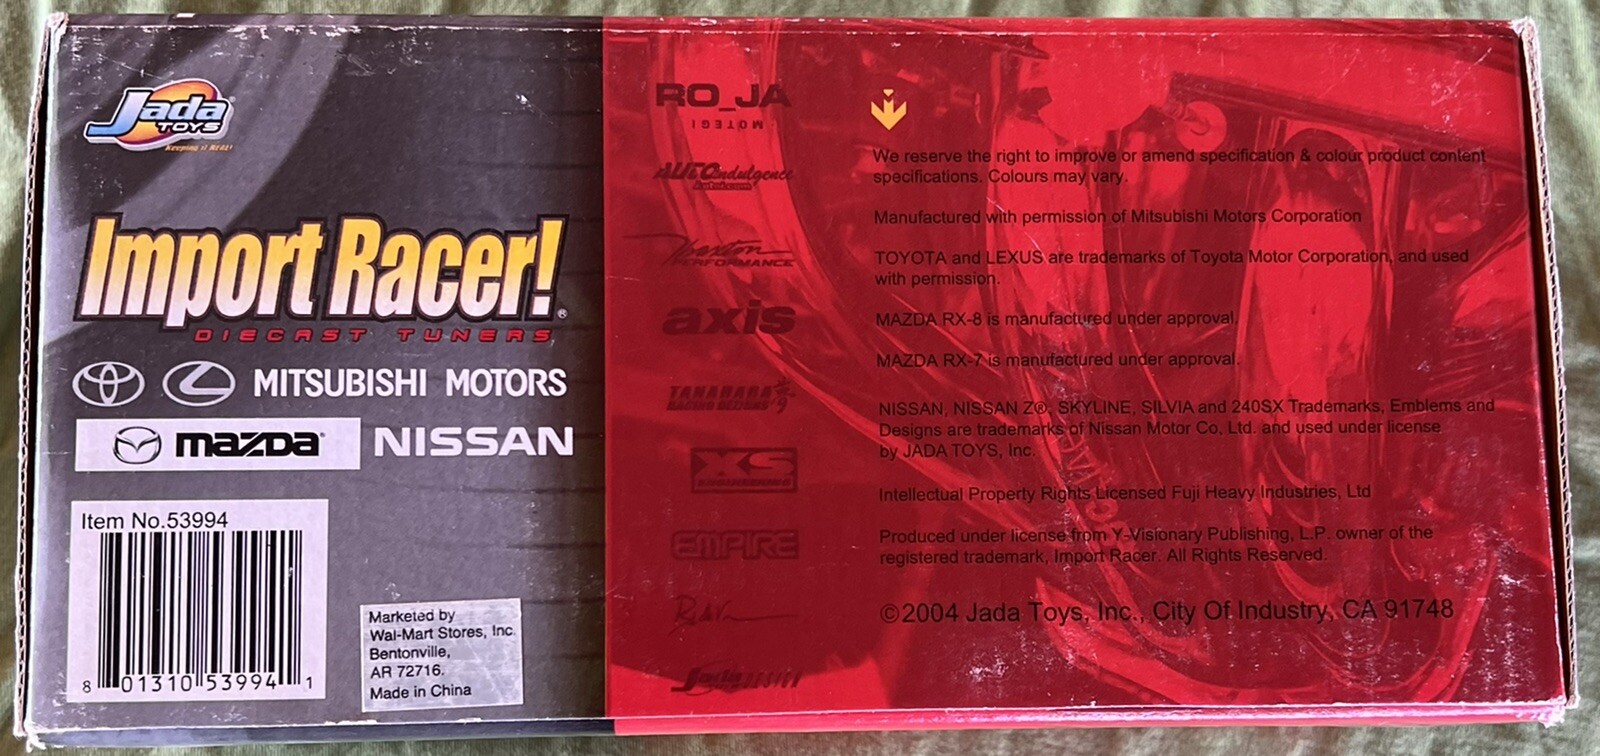 Jada
TOYS
Keeping it REAL!
Import Racer!®
DIECAST TUNERS
MITSUBISHI MOTORS
mazda NISSAN
Item No.53994
8 01310 53994 1
Marketed by
Wal-Mart Stores, Inc.
Bentonville,
AR 72716.
Made in China
RO_JA
MOTEGI
AUTOindulgence
Autoi.com
PERFORMANCE
axis
XS
ENGINEERING
EMPIRE
Jada
We reserve the right to improve or amend specification & colour product content
specifications. Colours may vary.
Manufactured with permission of Mitsubishi Motors Corporation
TOYOTA and LEXUS are trademarks of Toyota Motor Corporation, and used
with permission.
MAZDA RX-8 is manufactured under approval.
MAZDA RX-7 is manufactured under approval.
NISSAN, NISSAN Z®, SKYLINE, SILVIA and 240SX Trademarks, Emblems and
Designs are trademarks of Nissan Motor Co, Ltd. and used under license
by JADA TOYS, Inc.
Intellectual Property Rights Licensed Fuji Heavy Industries, Ltd
Produced under license from Y-Visionary Publishing, L.P. owner of the
registered trademark, Import Racer. All Rights Reserved.
©2004 Jada Toys, Inc., City Of Industry, CA 91748